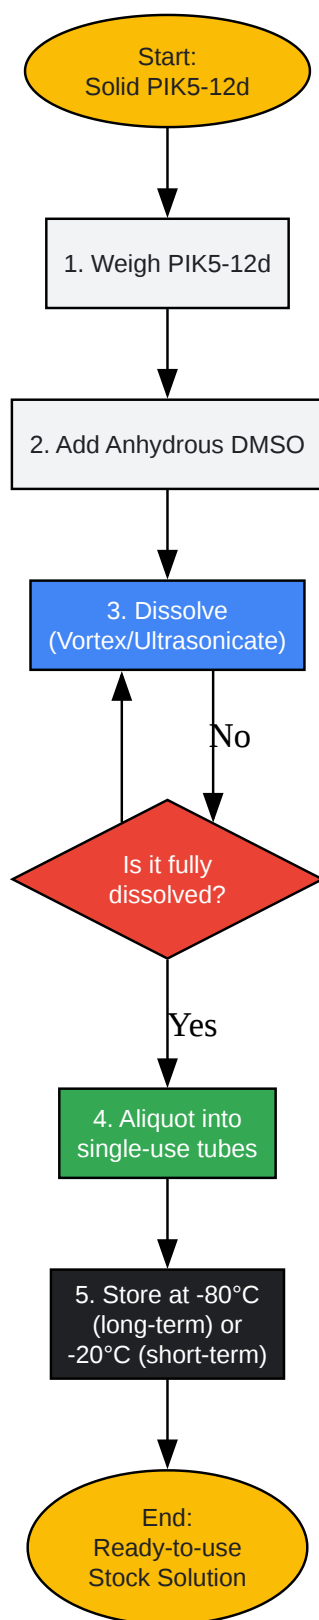 Start:
Solid PIK5-12d
1. Weigh PIK5-12d
2. Add Anhydrous DMSO
3. Dissolve
(Vortex/Ultrasonicate)
No
Is it fully
dissolved?
Yes
4. Aliquot into
single-use tubes
5. Store at -80°C
(long-term) or
-20°C (short-term)
End:
Ready-to-use
Stock Solution